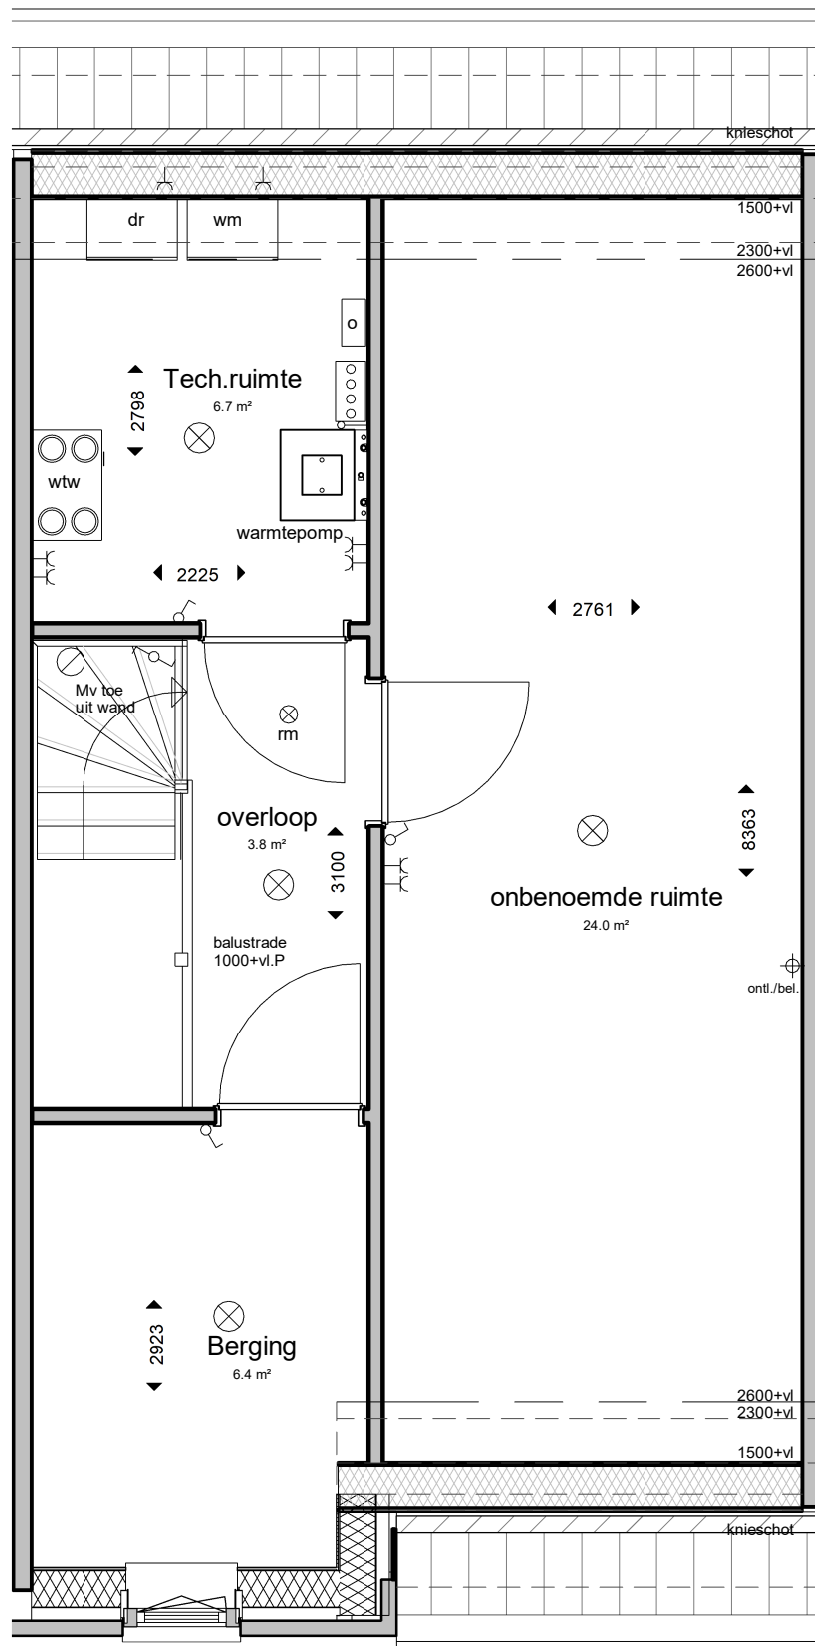 knieschot
1500+vl
dr
wm
2300+vl
2600+vl
o
Tech.ruimte
6.7 m²
2798
wtw
warmtepomp
2225
2761
Mv toe
uit wand
rm
overloop
3.8 m²
3100
8363
onbenoemde ruimte
24.0 m²
balustrade
1000+vl.P
ontl./bel.
Berging
6.4 m²
2923
2600+vl
2300+vl
1500+vl
knieschot